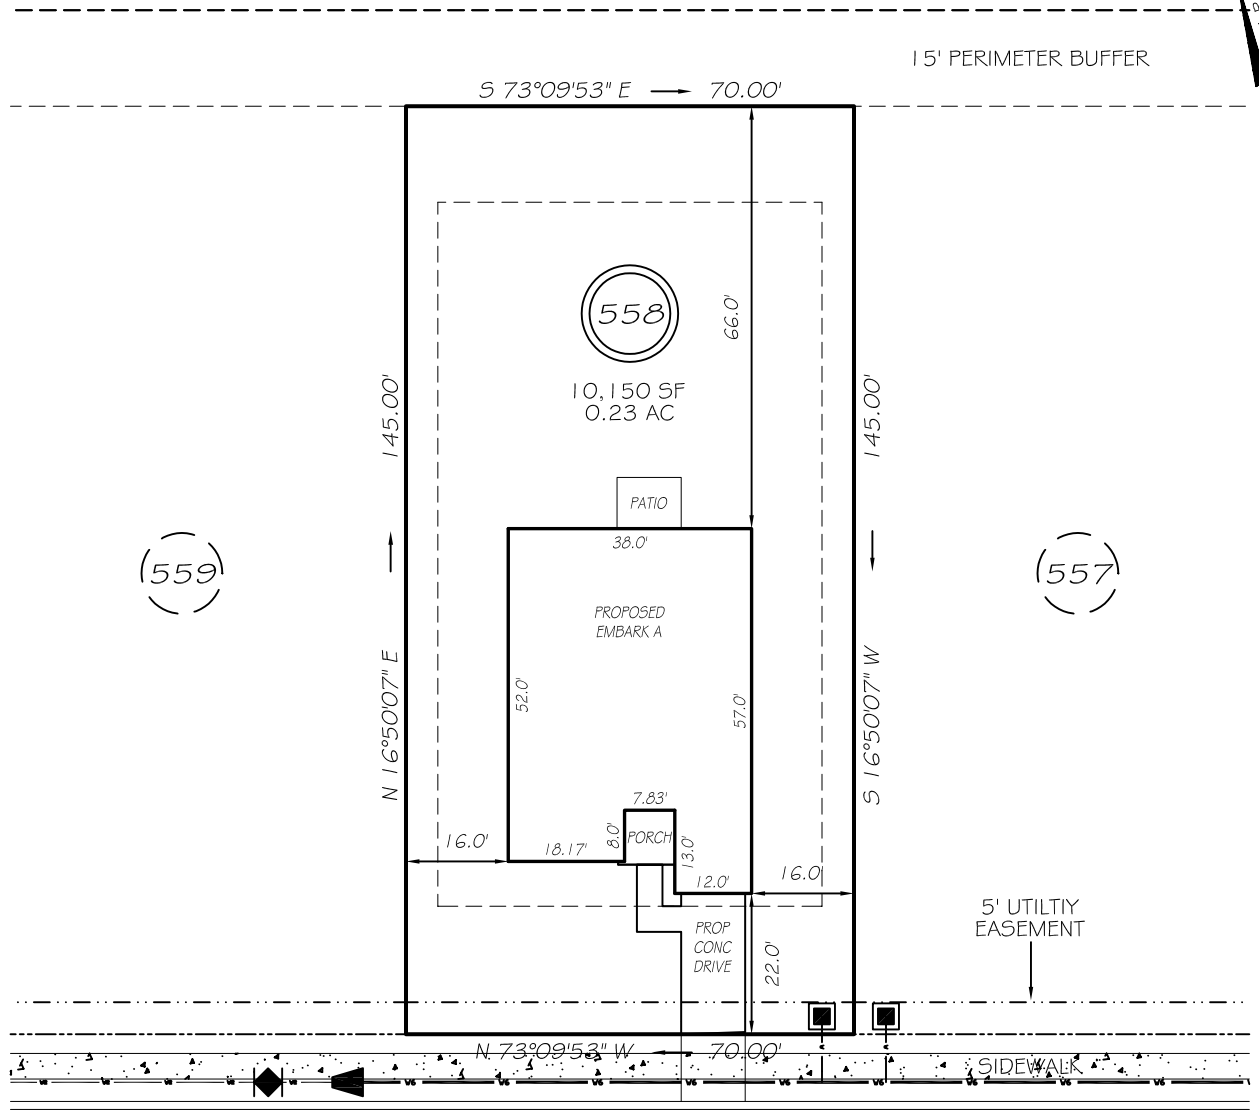 15' PERIMETER BUFFER
S 73°09'53" E 70.00'
66.0'
558
10,150 SF
0.23 AC
145.00'
145.00'
PATIO
38.0'
559
557
PROPOSED
EMBARK A
N 16°50'07" E
S 16°50'07" W
52.0'
57.0'
7.83'
8.0'
PORCH
13.0'
16.0'
18.17'
12.0'
16.0'
PROP
CONC
DRIVE
22.0'
5' UTILTIY
EASEMENT
N 73°09'53" W 70.00'
SIDEWALK